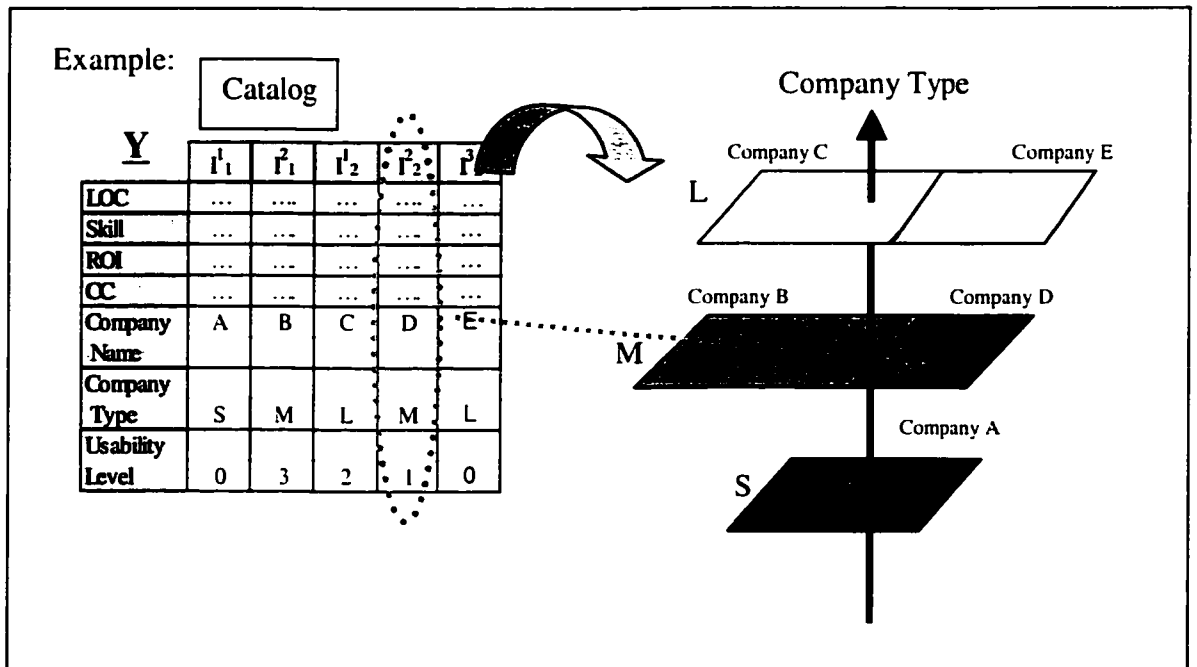 Example:
Catalog
Y
I¹₁ I²₁ I¹₂ I²₂ I³
LOC ... .... ... ..... ...
Skill ... .... ... .... ...
ROI ... .... ... .... ...
CC ... .... ... .... ...
Company A B C D E
Name
Company
Type S M L M L
Usability
Level 0 3 2 1 0
Company Type
Company C Company E
L
Company B Company D
M
Company A
S